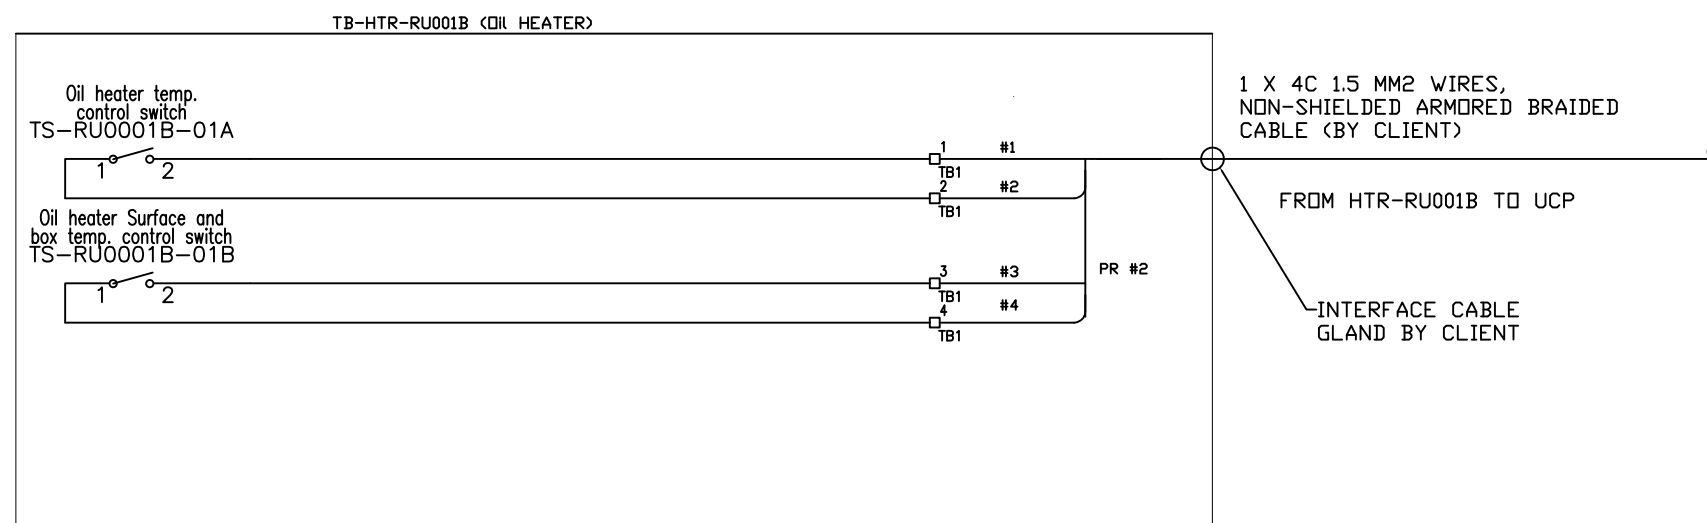 TB-HTR-RU001B (OIL HEATER)
Oil heater temp.
control switch
TS-RU0001B-01A
1 2
1
TB1
#1
2
TB1
#2
Oil heater Surface and
box temp. control switch
TS-RU0001B-01B
1 2
3
TB1
#3
4
TB1
#4
PR #2
1 X 4C 1.5 MM2 WIRES,
NON-SHIELDED ARMORED BRAIDED
CABLE (BY CLIENT)
FROM HTR-RU001B TO UCP
INTERFACE CABLE
GLAND BY CLIENT